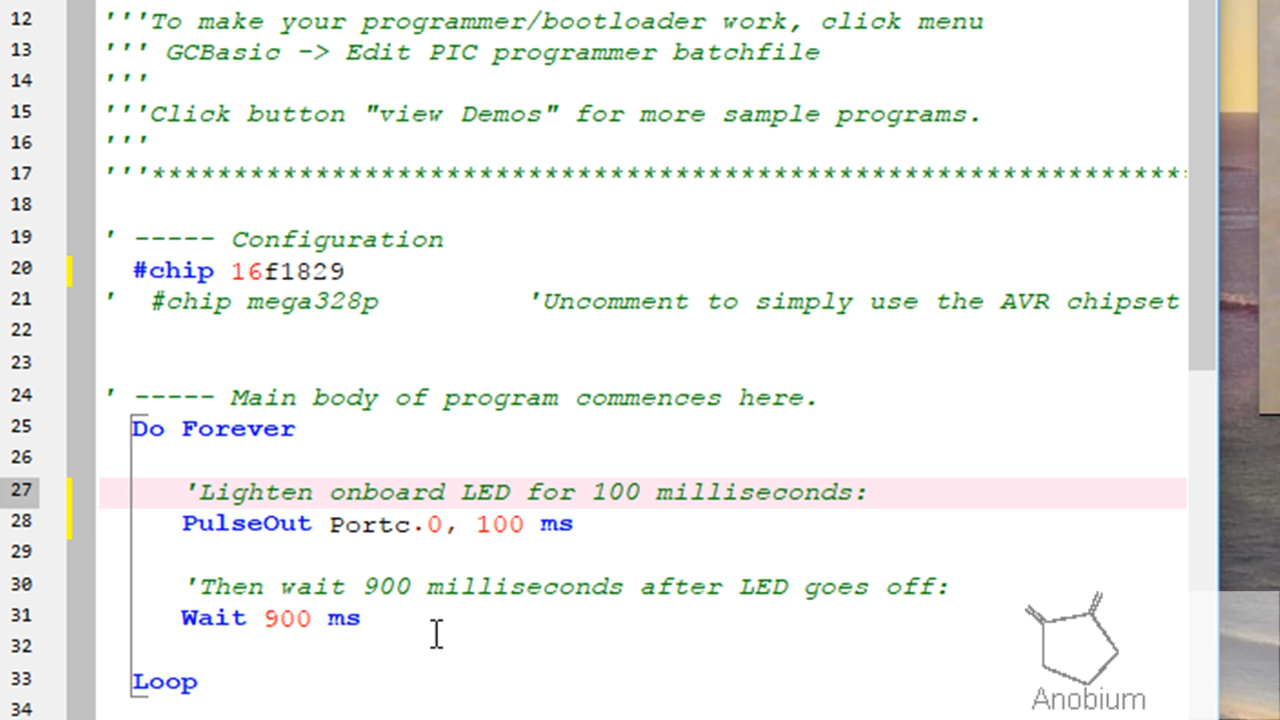 12 '''To make your programmer/bootloader work, click menu
13 ''' GCBasic -> Edit PIC programmer batchfile
14 '''
15 '''Click button "view Demos" for more sample programs.
16 '''
17 '''****************************************************************
18
19 ' ----- Configuration
20 #chip 16f1829
21 ' #chip mega328p 'Uncomment to simply use the AVR chipset
22
23
24 ' ----- Main body of program commences here.
25 Do Forever
26
27 'Lighten onboard LED for 100 milliseconds:
28 PulseOut Portc.0, 100 ms
29
30 'Then wait 900 milliseconds after LED goes off:
31 Wait 900 ms
32
33 Loop
34
Anobium